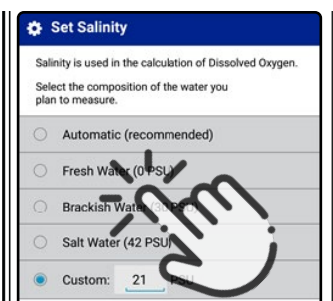 Set Salinity
Salinity is used in the calculation of Dissolved Oxygen.
Select the composition of the water you
plan to measure.
Automatic (recommended)
Fresh Water (0 PSU)
Brackish Water (30 PSU)
Salt Water (42 PSU)
Custom: 21 PSU